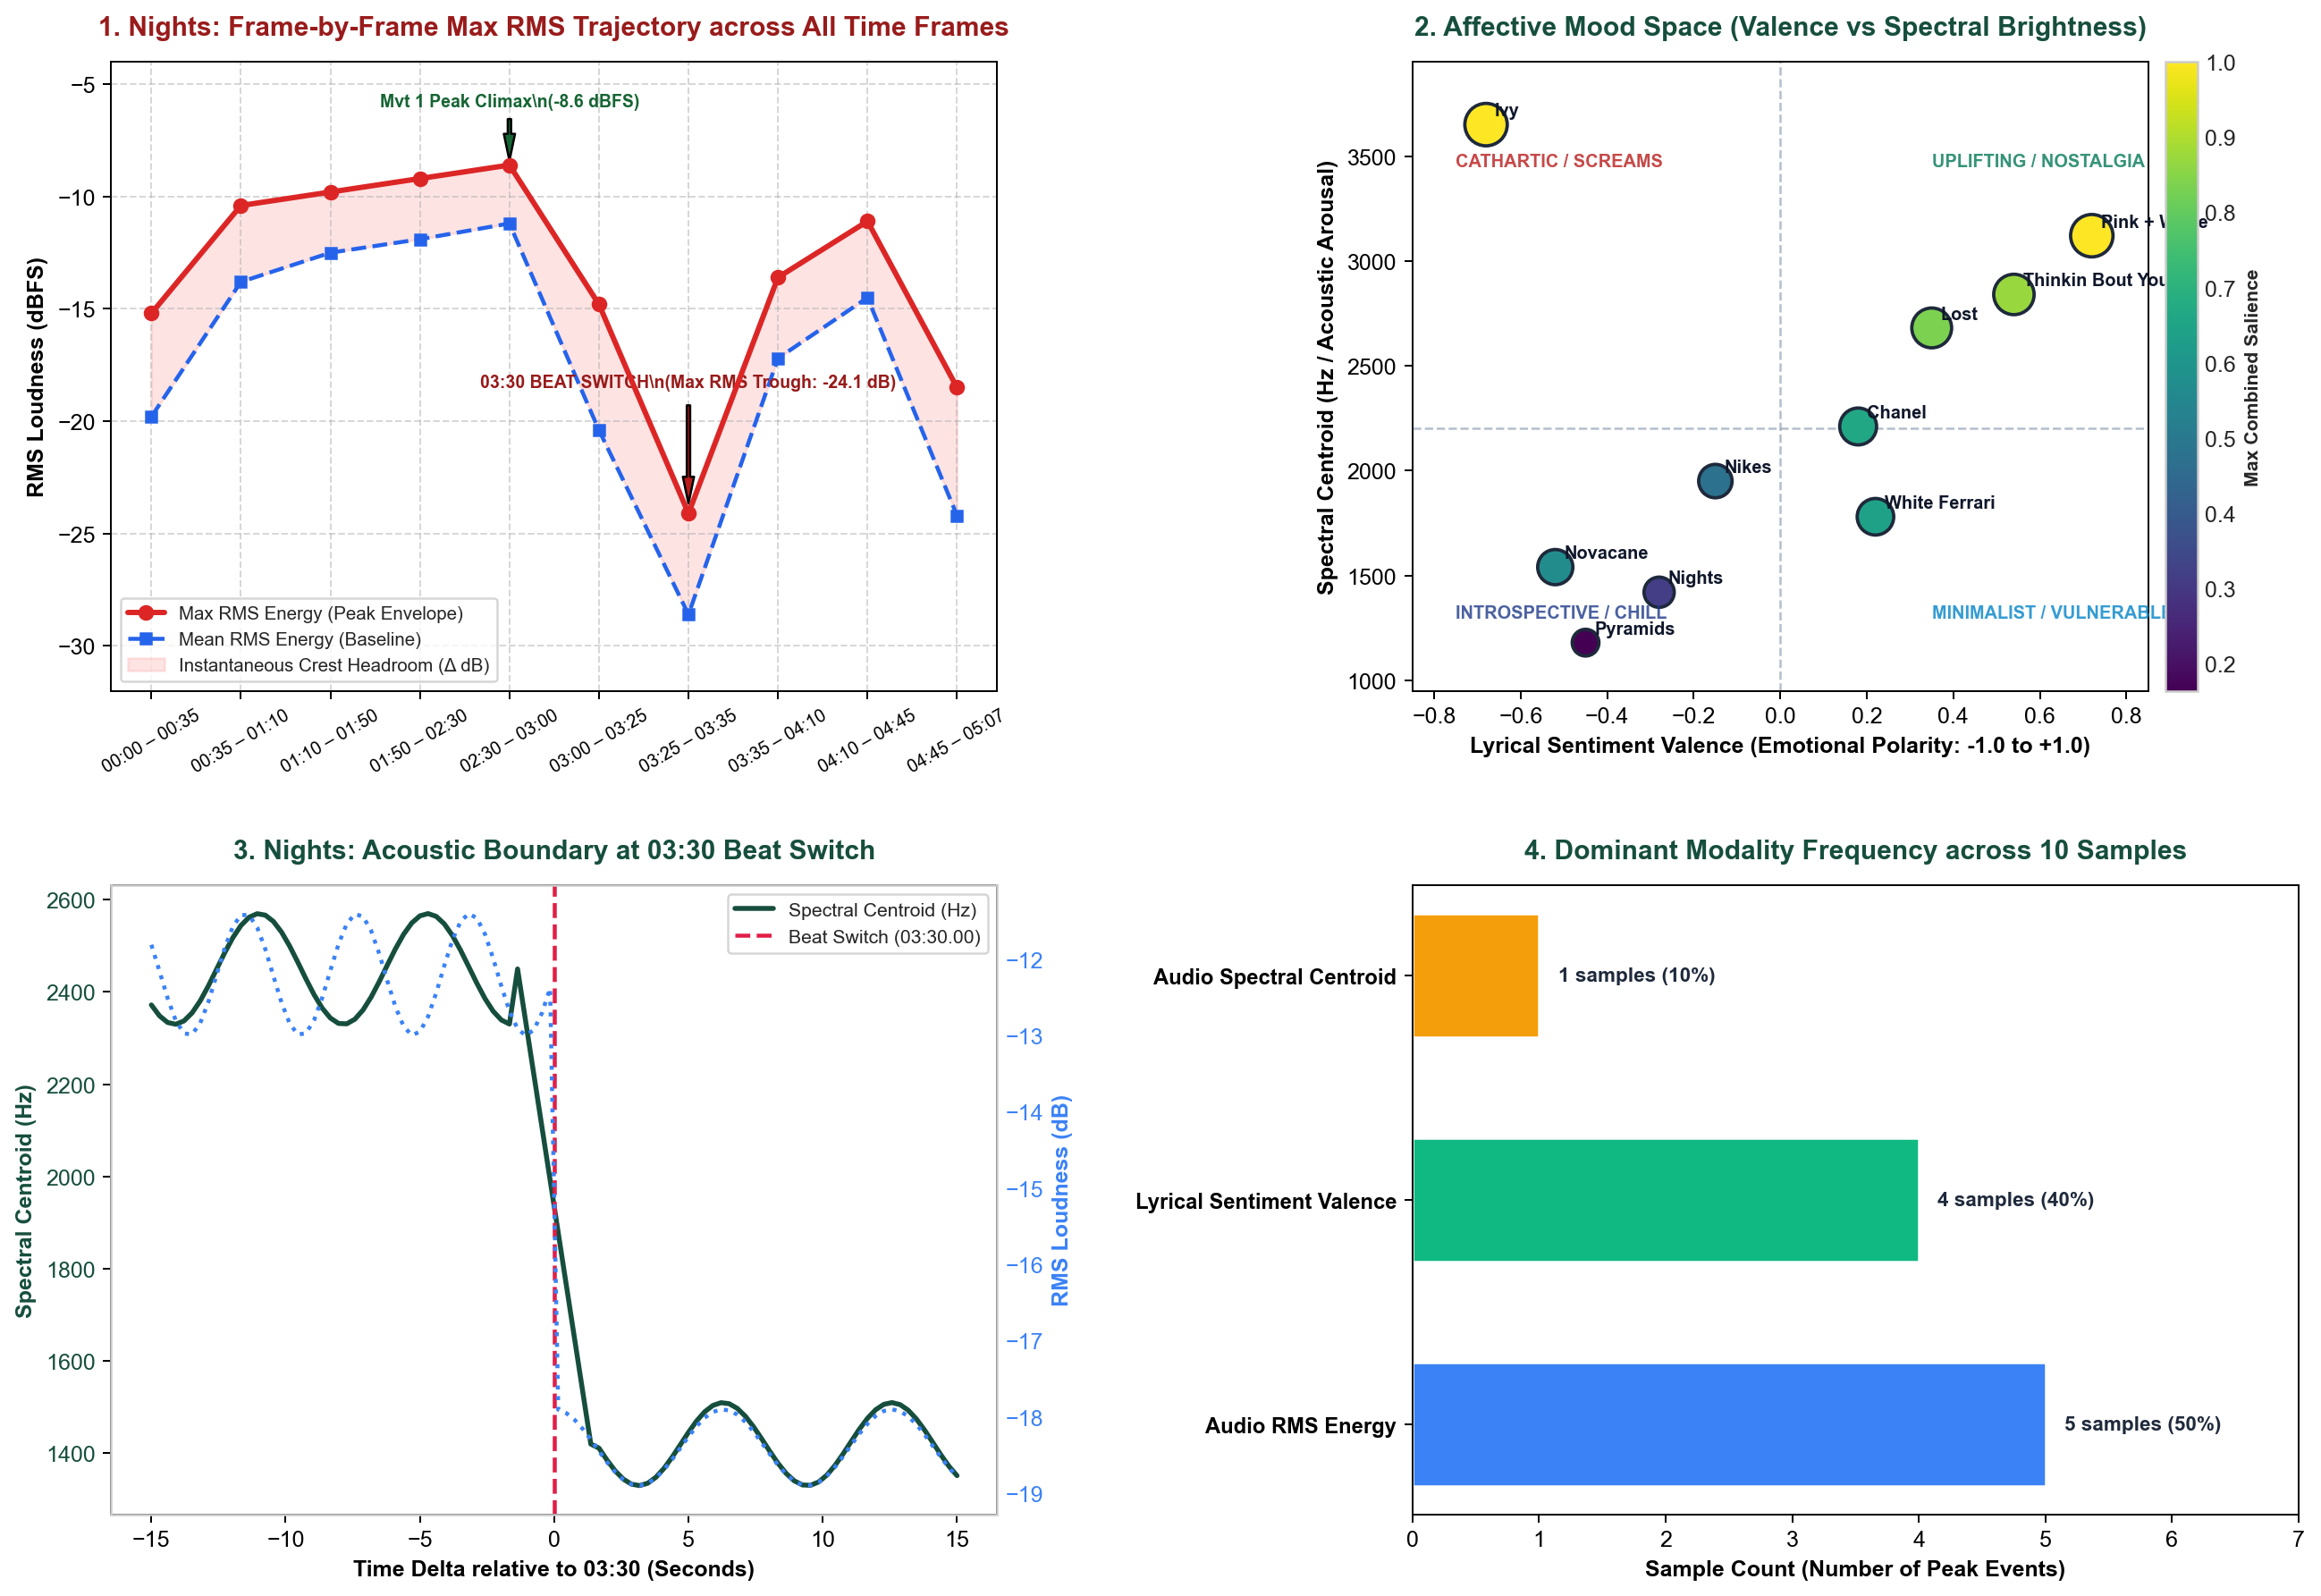 1. Nights: Frame-by-Frame Max RMS Trajectory across All Time Frames
RMS Loudness (dBFS)
−5
−10
−15
−20
−25
−30
Mvt 1 Peak Climax\n(-8.6 dBFS)
03:30 BEAT SWITCH\n(Max RMS Trough: -24.1 dB)
Max RMS Energy (Peak Envelope)
Mean RMS Energy (Baseline)
Instantaneous Crest Headroom (Δ dB)
00:00 – 00:35
00:35 – 01:10
01:10 – 01:50
01:50 – 02:30
02:30 – 03:00
03:00 – 03:25
03:25 – 03:35
03:35 – 04:10
04:10 – 04:45
04:45 – 05:07
2. Affective Mood Space (Valence vs Spectral Brightness)
Spectral Centroid (Hz / Acoustic Arousal)
3500
3000
2500
2000
1500
1000
Ivy
CATHARTIC / SCREAMS
UPLIFTING / NOSTALGIA
Pink +
Thinkin Bout You
Lost
Chanel
Nikes
White Ferrari
Novacane
Nights
INTROSPECTIVE / CHILL
MINIMALIST / VULNERABL
Pyramids
−0.8
−0.6
−0.4
−0.2
0.0
0.2
0.4
0.6
0.8
Lyrical Sentiment Valence (Emotional Polarity: -1.0 to +1.0)
1.0
0.9
0.8
0.7
0.6
0.5
0.4
0.3
0.2
Max Combined Salience
3. Nights: Acoustic Boundary at 03:30 Beat Switch
Spectral Centroid (Hz)
2600
2400
2200
2000
1800
1600
1400
Spectral Centroid (Hz)
Beat Switch (03:30.00)
−12
−13
−14
−15
−16
−17
−18
−19
RMS Loudness (dB)
−15
−10
−5
0
5
10
15
Time Delta relative to 03:30 (Seconds)
4. Dominant Modality Frequency across 10 Samples
Audio Spectral Centroid
1 samples (10%)
Lyrical Sentiment Valence
4 samples (40%)
Audio RMS Energy
5 samples (50%)
0
1
2
3
4
5
6
7
Sample Count (Number of Peak Events)